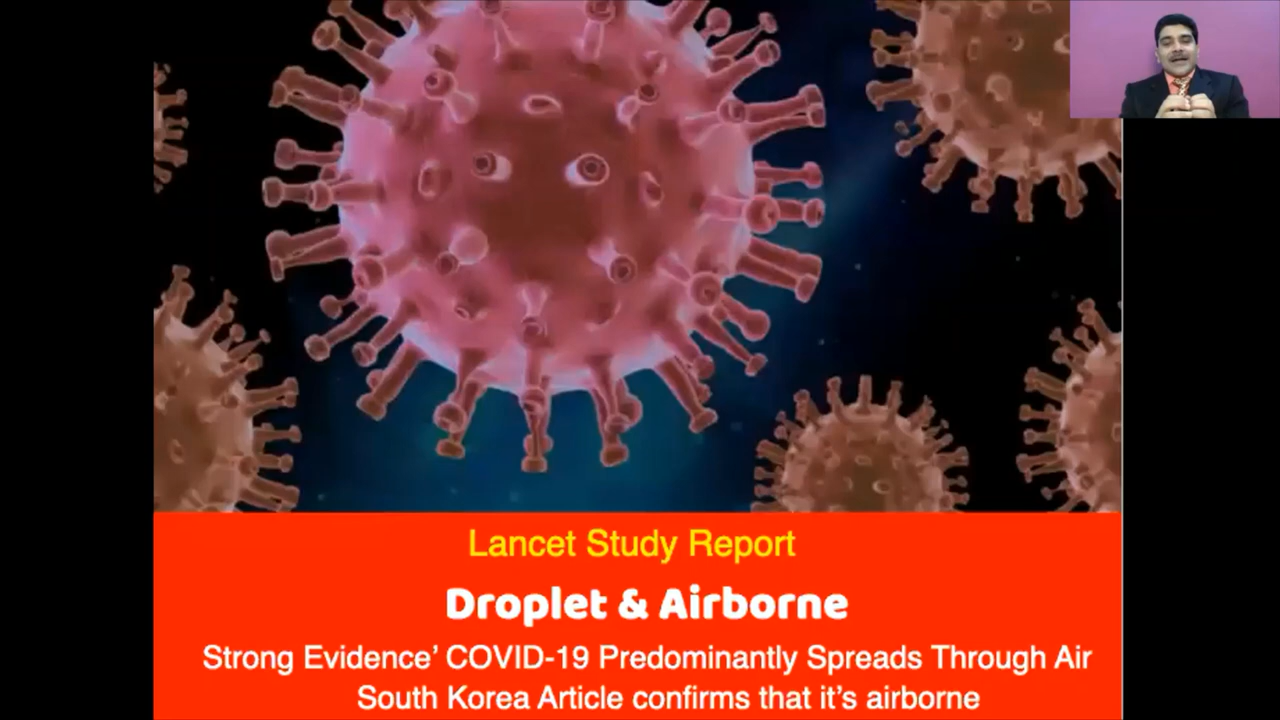 Lancet Study Report
Droplet & Airborne
Strong Evidence’ COVID-19 Predominantly Spreads Through Air
South Korea Article confirms that it’s airborne